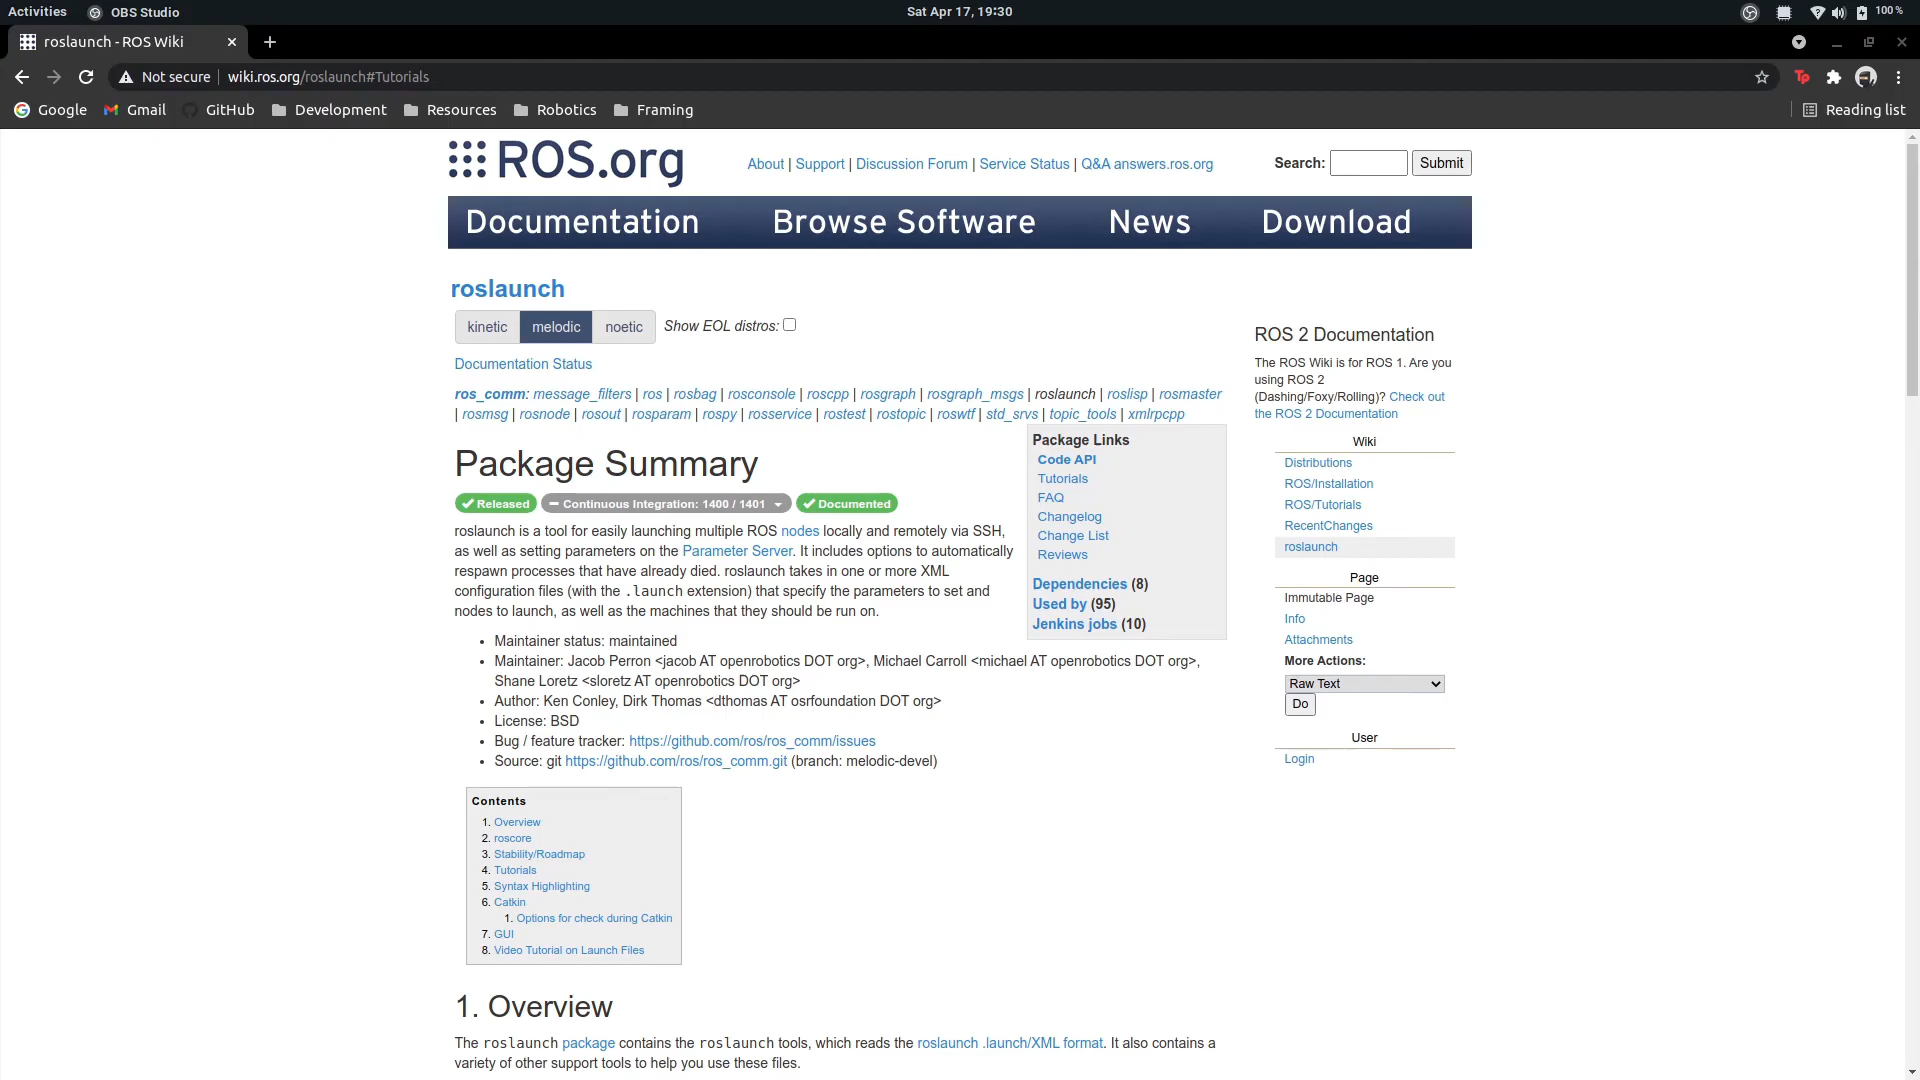 Activities OBS Studio Sat Apr 17, 19:30 100 %
roslaunch - ROS Wiki
Not secure wiki.ros.org/roslaunch#Tutorials
Google Gmail GitHub Development Resources Robotics Framing Reading list
ROS.org About | Support | Discussion Forum | Service Status | Q&A answers.ros.org Search: Submit
Documentation Browse Software News Download
roslaunch
kinetic melodic noetic Show EOL distros:
Documentation Status
ros_comm: message_filters | ros | rosbag | rosconsole | roscpp | rosgraph | rosgraph_msgs | roslaunch | roslisp | rosmaster
| rosmsg | rosnode | rosout | rosparam | rospy | rosservice | rostest | rostopic | roswtf | std_srvs | topic_tools | xmlrpcpp
Package Links
Code API
Tutorials
FAQ
Changelog
Change List
Reviews
Dependencies (8)
Used by (95)
Jenkins jobs (10)
Package Summary
Released Continuous Integration: 1400 / 1401 Documented
roslaunch is a tool for easily launching multiple ROS nodes locally and remotely via SSH,
as well as setting parameters on the Parameter Server. It includes options to automatically
respawn processes that have already died. roslaunch takes in one or more XML
configuration files (with the .launch extension) that specify the parameters to set and
nodes to launch, as well as the machines that they should be run on.
• Maintainer status: maintained
• Maintainer: Jacob Perron <jacob AT openrobotics DOT org>, Michael Carroll <michael AT openrobotics DOT org>,
Shane Loretz <sloretz AT openrobotics DOT org>
• Author: Ken Conley, Dirk Thomas <dthomas AT osrfoundation DOT org>
• License: BSD
• Bug / feature tracker: https://github.com/ros/ros_comm/issues
• Source: git https://github.com/ros/ros_comm.git (branch: melodic-devel)
Contents
1. Overview
2. roscore
3. Stability/Roadmap
4. Tutorials
5. Syntax Highlighting
6. Catkin
1. Options for check during Catkin
7. GUI
8. Video Tutorial on Launch Files
1. Overview
The roslaunch package contains the roslaunch tools, which reads the roslaunch .launch/XML format. It also contains a
variety of other support tools to help you use these files.
ROS 2 Documentation
The ROS Wiki is for ROS 1. Are you
using ROS 2
(Dashing/Foxy/Rolling)? Check out
the ROS 2 Documentation
Wiki
Distributions
ROS/Installation
ROS/Tutorials
RecentChanges
roslaunch
Page
Immutable Page
Info
Attachments
More Actions:
Raw Text
Do
User
Login